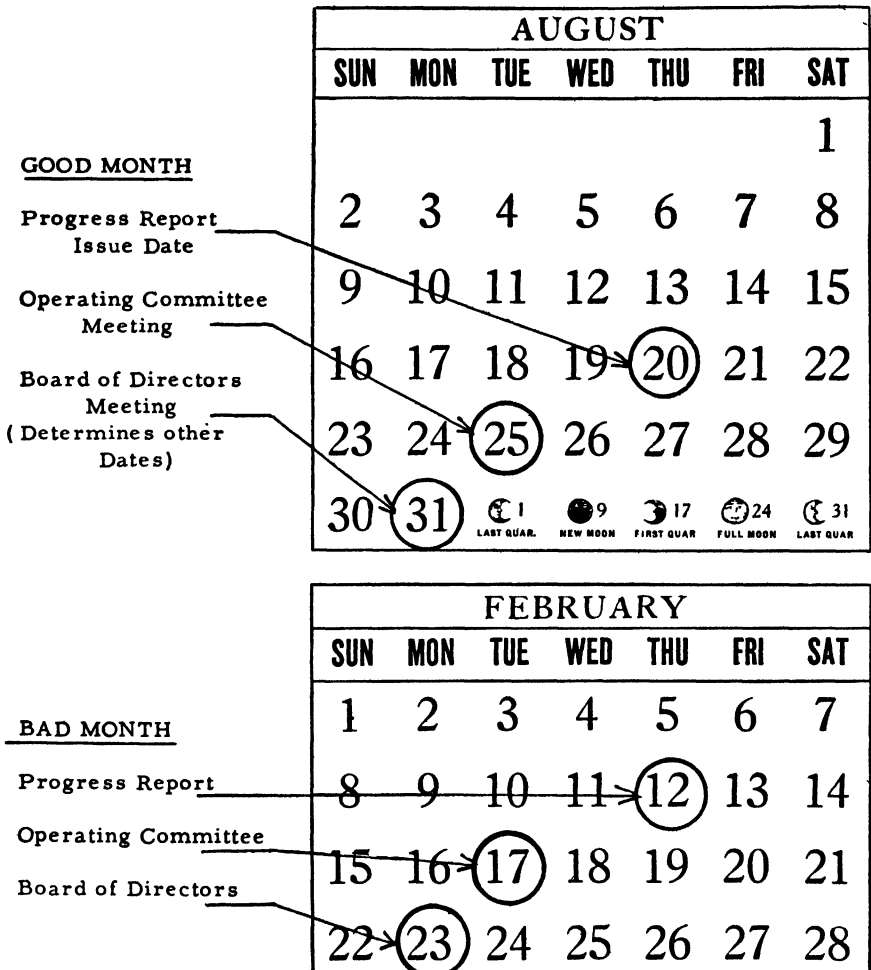 AUGUST
SUN MON TUE WED THU FRI SAT
1
GOOD MONTH
Progress Report
Issue Date
2 3 4 5 6 7 8
Operating Committee
Meeting
9 10 11 12 13 14 15
Board of Directors
Meeting
(Determines other
Dates)
16 17 18 19 20 21 22
23 24 25 26 27 28 29
30 31 1 9 17 24 31
LAST QUAR. NEW MOON FIRST QUAR FULL MOON LAST QUAR
FEBRUARY
SUN MON TUE WED THU FRI SAT
1 2 3 4 5 6 7
BAD MONTH
Progress Report
8 9 10 11 12 13 14
Operating Committee
15 16 17 18 19 20 21
Board of Directors
22 23 24 25 26 27 28